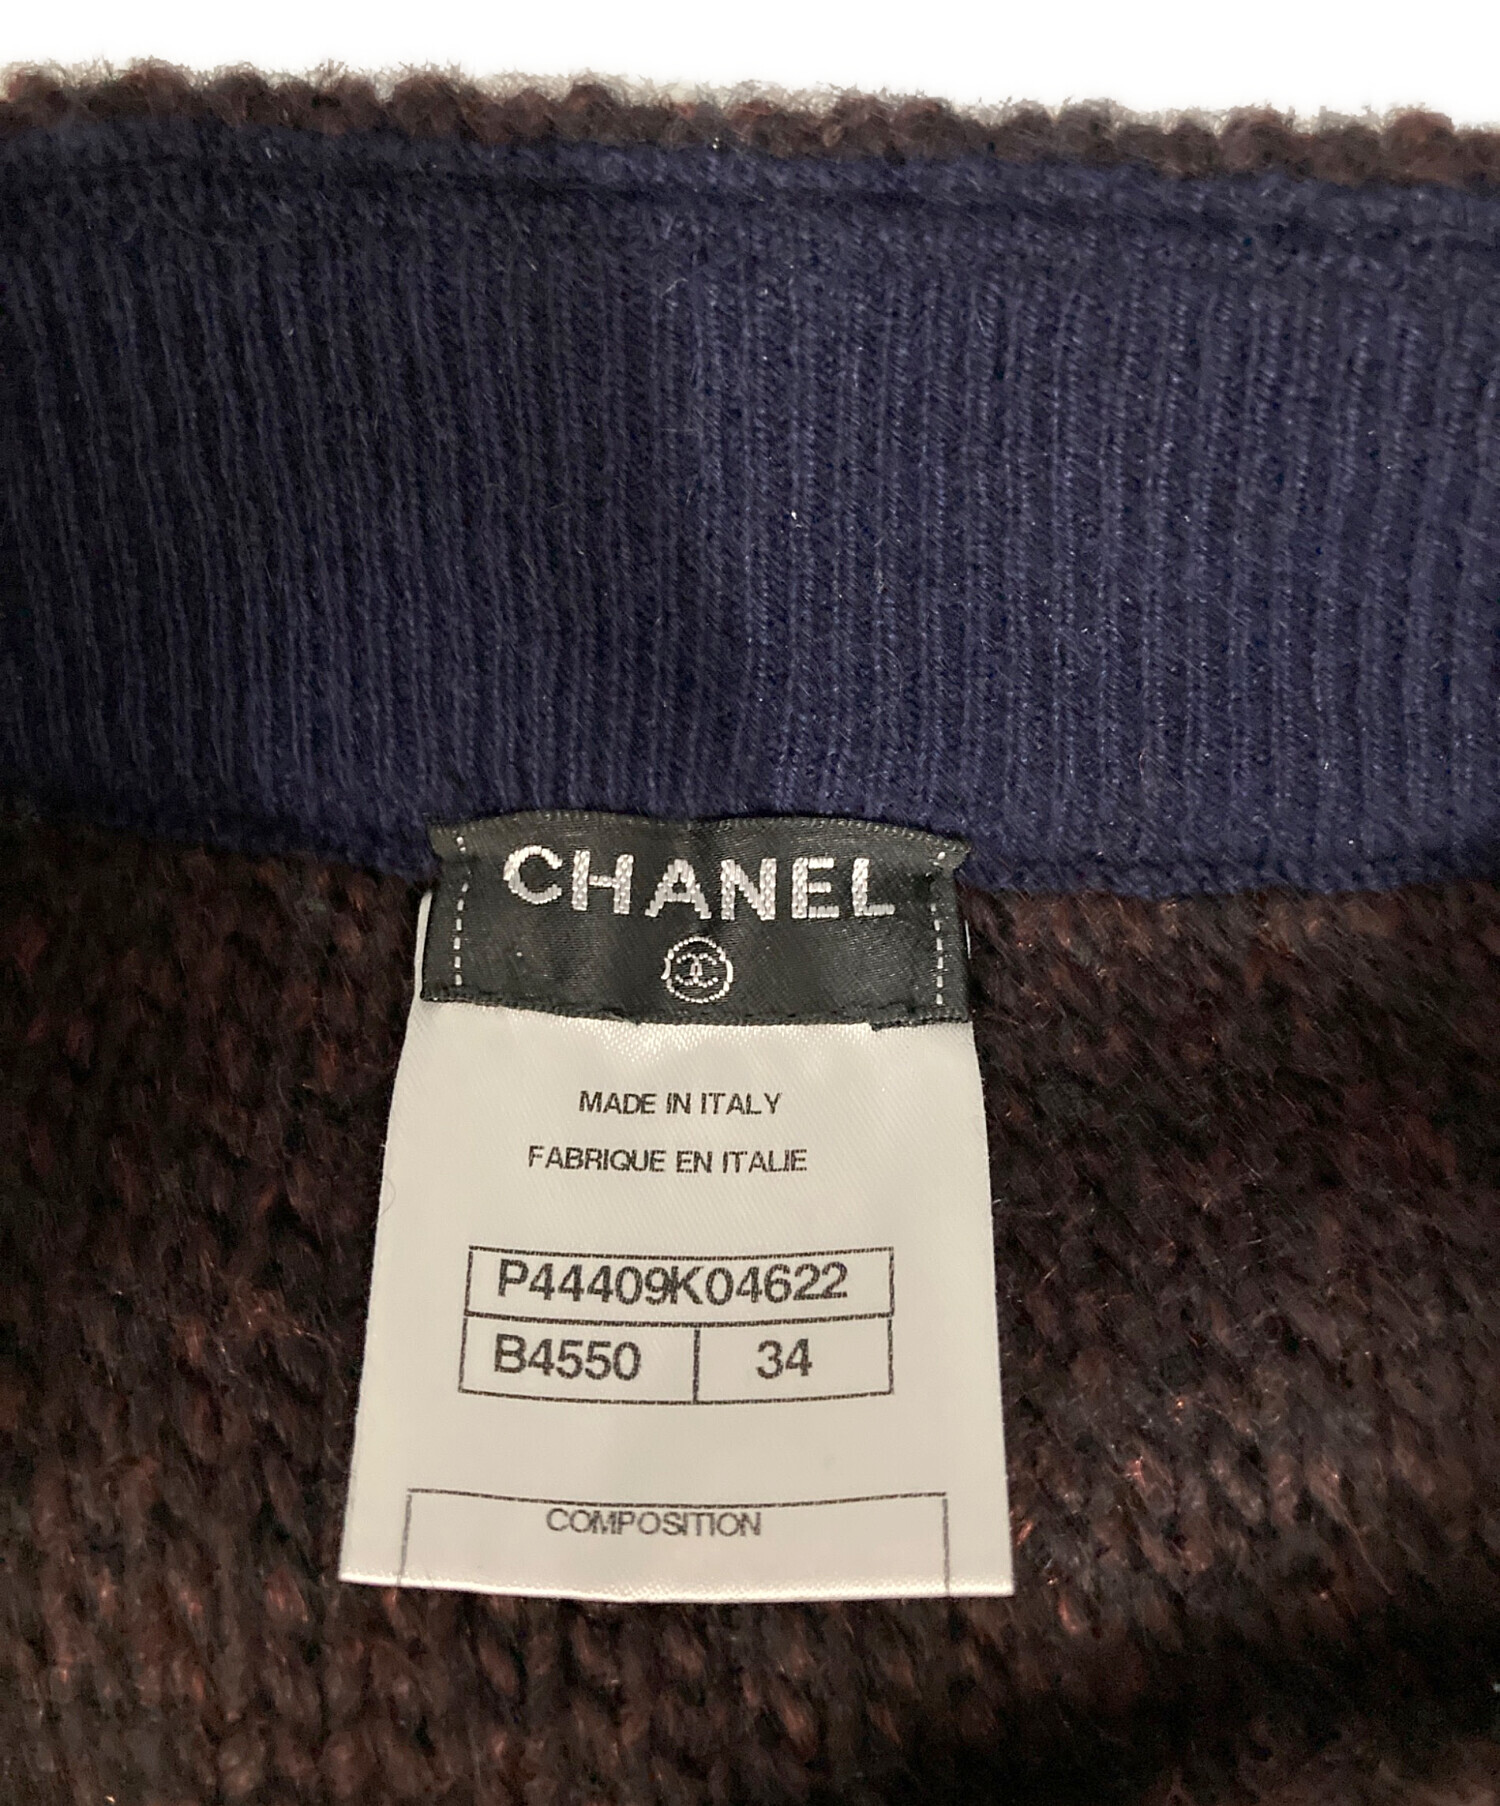 CHANEL
MADE IN ITALY
FABRIQUE EN ITALIE
P44409K04622
B4550 34
COMPOSITION